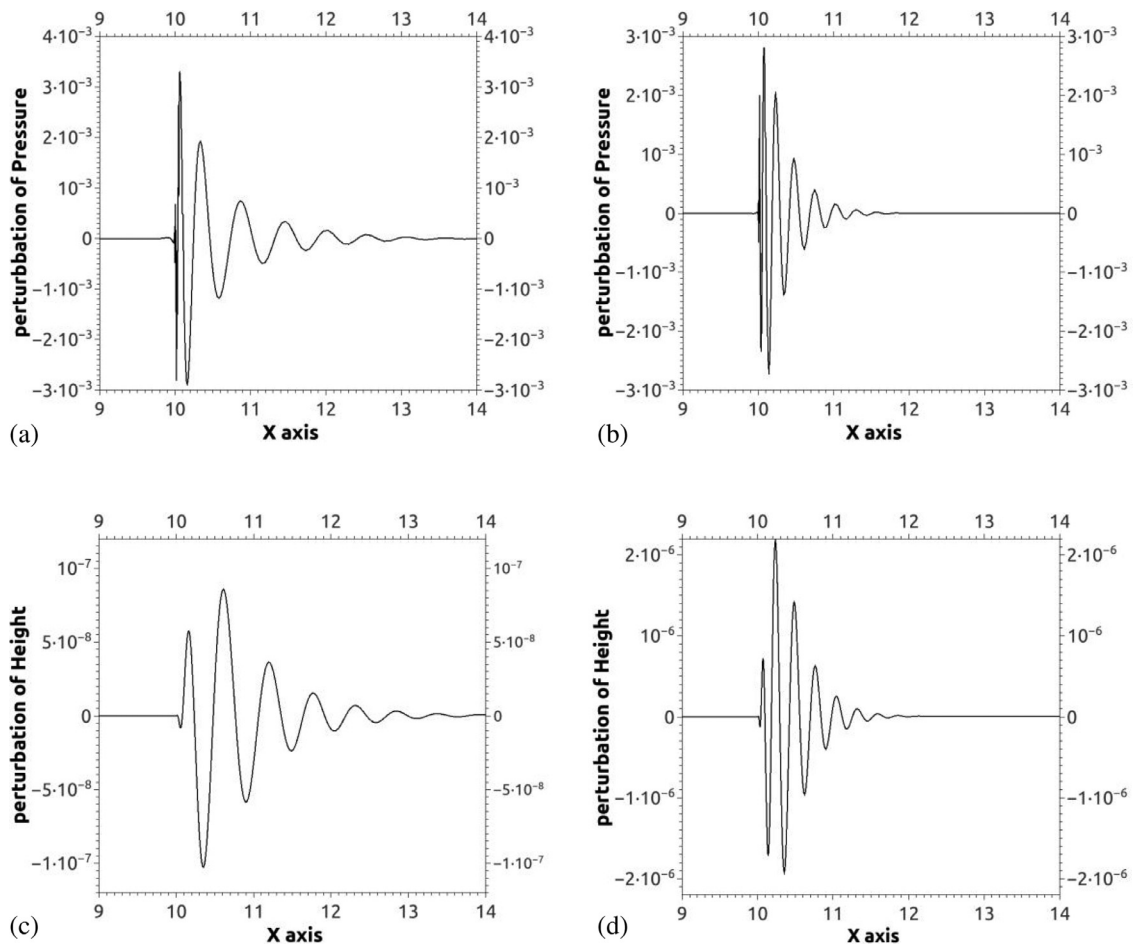 9 10 11 12 13 14
4·10⁻³ 4·10⁻³
3·10⁻³ 3·10⁻³
2·10⁻³ 2·10⁻³
10⁻³ 10⁻³
0 0
−1·10⁻³ −1·10⁻³
−2·10⁻³ −2·10⁻³
−3·10⁻³ −3·10⁻³
perturbbation of Pressure
9 10 11 12 13 14
X axis
(a)
9 10 11 12 13 14
3·10⁻³ 3·10⁻³
2·10⁻³ 2·10⁻³
10⁻³ 10⁻³
0 0
−1·10⁻³ −1·10⁻³
−2·10⁻³ −2·10⁻³
−3·10⁻³ −3·10⁻³
perturbbation of Pressure
9 10 11 12 13 14
X axis
(b)
9 10 11 12 13 14
10⁻⁷ 10⁻⁷
5·10⁻⁸ 5·10⁻⁸
0 0
−5·10⁻⁸ −5·10⁻⁸
−1·10⁻⁷ −1·10⁻⁷
perturbation of Height
9 10 11 12 13 14
X axis
(c)
9 10 11 12 13 14
2·10⁻⁶ 2·10⁻⁶
10⁻⁶ 10⁻⁶
0 0
−1·10⁻⁶ −1·10⁻⁶
−2·10⁻⁶ −2·10⁻⁶
perturbation of Height
9 10 11 12 13 14
X axis
(d)